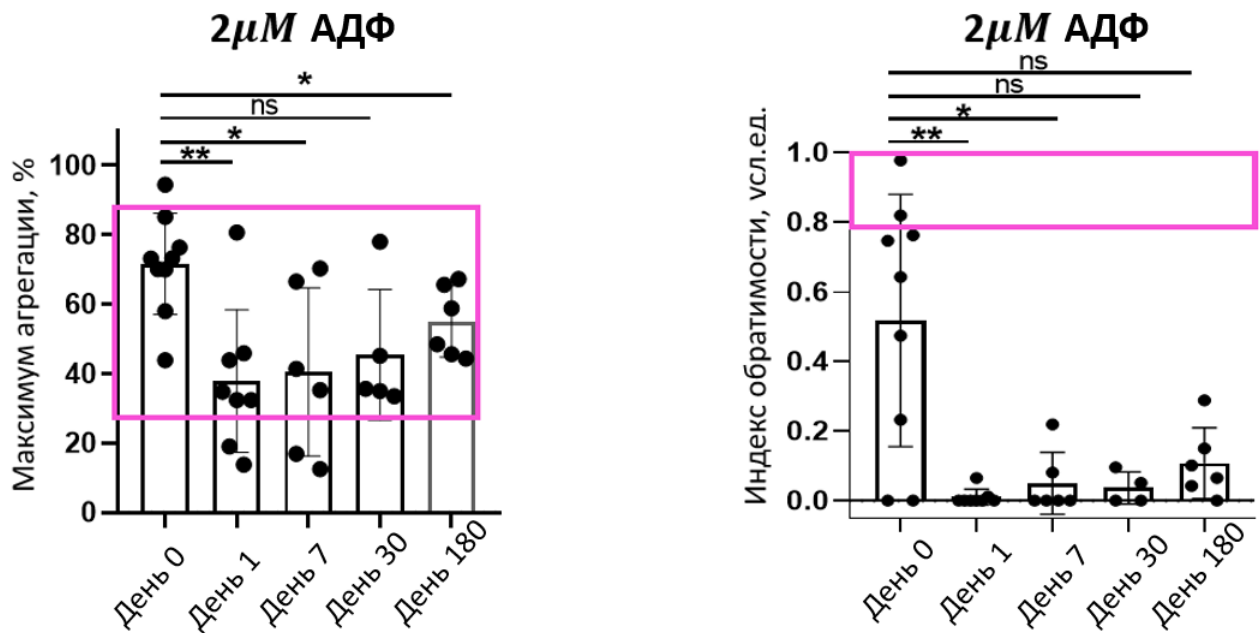 2μM АДФ
*
ns
*
**
Максимум агрегации, %
100
80
60
40
20
0
День 0
День 1
День 7
День 30
День 180
2μM АДФ
ns
ns
*
**
Индекс обратимости, усл.ед.
1.0
0.8
0.6
0.4
0.2
0.0
День 0
День 1
День 7
День 30
День 180